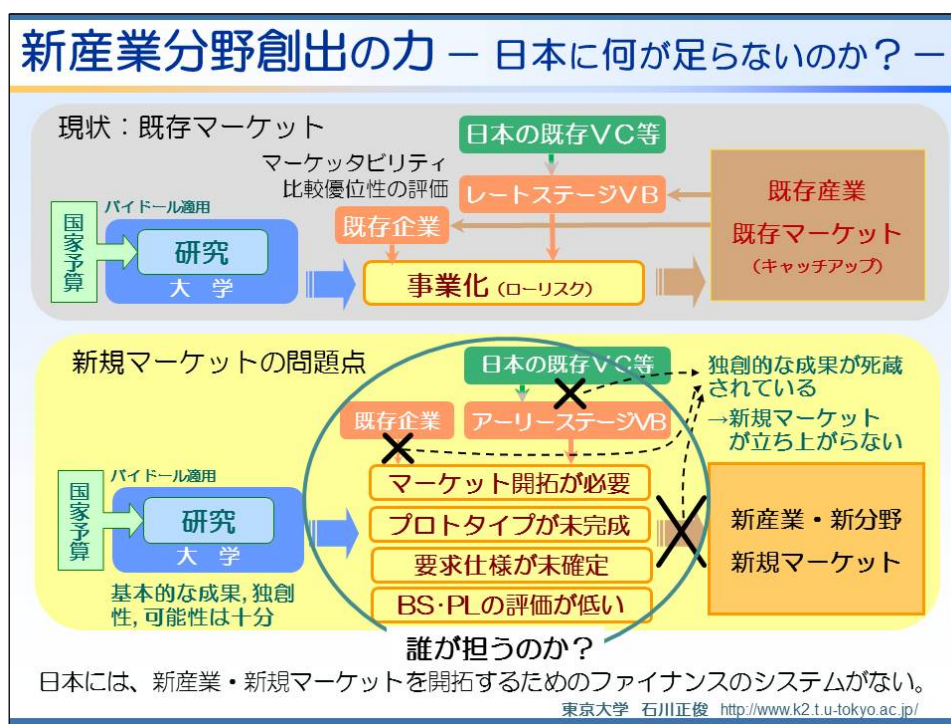 新産業分野創出の力 － 日本に何が足らないのか？－
現状：既存マーケット
日本の既存ＶＣ等
マーケッタビリティ
比較優位性の評価
レートステージＶＢ
既存企業
バイドール適用
国家予算
研究
大 学
事業化 (ローリスク)
既存産業
既存マーケット
(キャッチアップ)
新規マーケットの問題点
日本の既存ＶＣ等
既存企業
アーリーステージVB
独創的な成果が死蔵
されている
→新規マーケット
が立ち上がらない
バイドール適用
国家予算
研究
大 学
基本的な成果, 独創
性, 可能性は十分
マーケット開拓が必要
プロトタイプが未完成
要求仕様が未確定
BS･PLの評価が低い
新産業・新分野
新規マーケット
誰が担うのか？
日本には、新産業・新規マーケットを開拓するためのファイナンスのシステムがない。
東京大学 石川正俊 http://www.k2.t.u-tokyo.ac.jp/